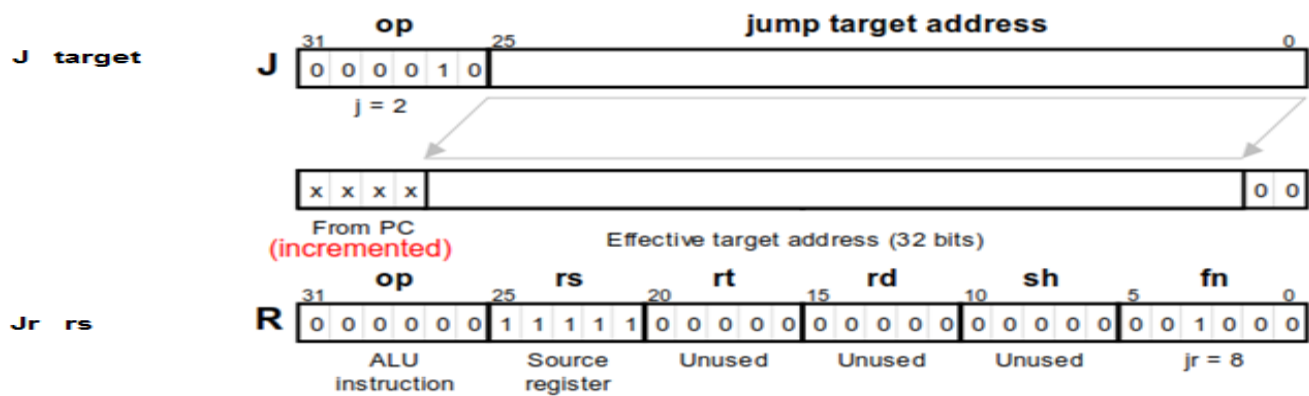 op jump target address
31 25 0
J target J 0 0 0 0 1 0
j = 2
x x x x 0 0
From PC
(incremented) Effective target address (32 bits)
op rs rt rd sh fn
31 25 20 15 10 5 0
Jr rs R 0 0 0 0 0 0 1 1 1 1 1 0 0 0 0 0 0 0 0 0 0 0 0 0 0 0 0 0 1 0 0 0
ALU Source Unused Unused Unused jr = 8
instruction register